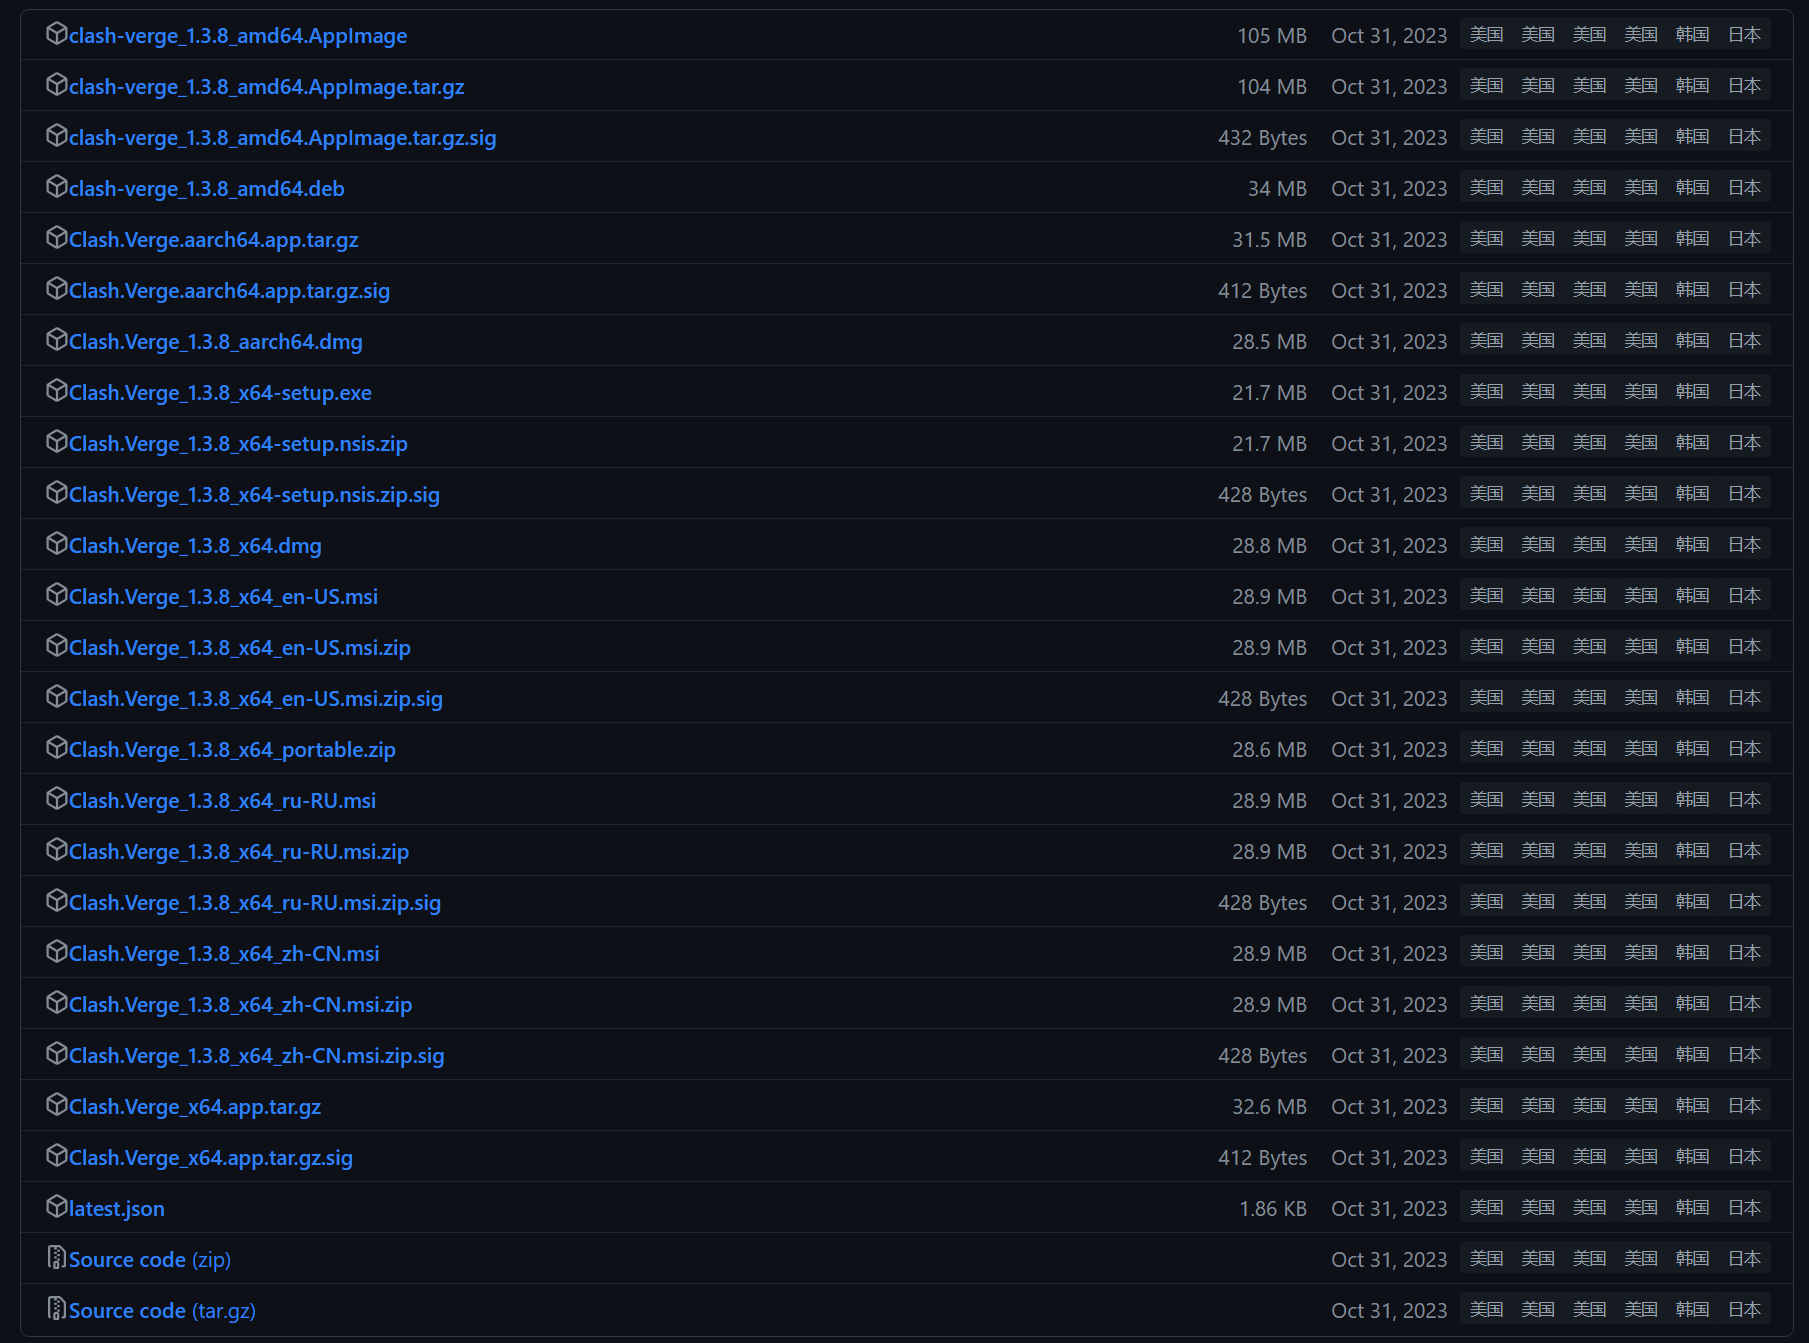 clash-verge_1.3.8_amd64.AppImage 105 MB Oct 31, 2023 美国 美国 美国 美国 韩国 日本
clash-verge_1.3.8_amd64.AppImage.tar.gz 104 MB Oct 31, 2023 美国 美国 美国 美国 韩国 日本
clash-verge_1.3.8_amd64.AppImage.tar.gz.sig 432 Bytes Oct 31, 2023 美国 美国 美国 美国 韩国 日本
clash-verge_1.3.8_amd64.deb 34 MB Oct 31, 2023 美国 美国 美国 美国 韩国 日本
Clash.Verge.aarch64.app.tar.gz 31.5 MB Oct 31, 2023 美国 美国 美国 美国 韩国 日本
Clash.Verge.aarch64.app.tar.gz.sig 412 Bytes Oct 31, 2023 美国 美国 美国 美国 韩国 日本
Clash.Verge_1.3.8_aarch64.dmg 28.5 MB Oct 31, 2023 美国 美国 美国 美国 韩国 日本
Clash.Verge_1.3.8_x64-setup.exe 21.7 MB Oct 31, 2023 美国 美国 美国 美国 韩国 日本
Clash.Verge_1.3.8_x64-setup.nsis.zip 21.7 MB Oct 31, 2023 美国 美国 美国 美国 韩国 日本
Clash.Verge_1.3.8_x64-setup.nsis.zip.sig 428 Bytes Oct 31, 2023 美国 美国 美国 美国 韩国 日本
Clash.Verge_1.3.8_x64.dmg 28.8 MB Oct 31, 2023 美国 美国 美国 美国 韩国 日本
Clash.Verge_1.3.8_x64_en-US.msi 28.9 MB Oct 31, 2023 美国 美国 美国 美国 韩国 日本
Clash.Verge_1.3.8_x64_en-US.msi.zip 28.9 MB Oct 31, 2023 美国 美国 美国 美国 韩国 日本
Clash.Verge_1.3.8_x64_en-US.msi.zip.sig 428 Bytes Oct 31, 2023 美国 美国 美国 美国 韩国 日本
Clash.Verge_1.3.8_x64_portable.zip 28.6 MB Oct 31, 2023 美国 美国 美国 美国 韩国 日本
Clash.Verge_1.3.8_x64_ru-RU.msi 28.9 MB Oct 31, 2023 美国 美国 美国 美国 韩国 日本
Clash.Verge_1.3.8_x64_ru-RU.msi.zip 28.9 MB Oct 31, 2023 美国 美国 美国 美国 韩国 日本
Clash.Verge_1.3.8_x64_ru-RU.msi.zip.sig 428 Bytes Oct 31, 2023 美国 美国 美国 美国 韩国 日本
Clash.Verge_1.3.8_x64_zh-CN.msi 28.9 MB Oct 31, 2023 美国 美国 美国 美国 韩国 日本
Clash.Verge_1.3.8_x64_zh-CN.msi.zip 28.9 MB Oct 31, 2023 美国 美国 美国 美国 韩国 日本
Clash.Verge_1.3.8_x64_zh-CN.msi.zip.sig 428 Bytes Oct 31, 2023 美国 美国 美国 美国 韩国 日本
Clash.Verge_x64.app.tar.gz 32.6 MB Oct 31, 2023 美国 美国 美国 美国 韩国 日本
Clash.Verge_x64.app.tar.gz.sig 412 Bytes Oct 31, 2023 美国 美国 美国 美国 韩国 日本
latest.json 1.86 KB Oct 31, 2023 美国 美国 美国 美国 韩国 日本
Source code (zip) Oct 31, 2023 美国 美国 美国 美国 韩国 日本
Source code (tar.gz) Oct 31, 2023 美国 美国 美国 美国 韩国 日本